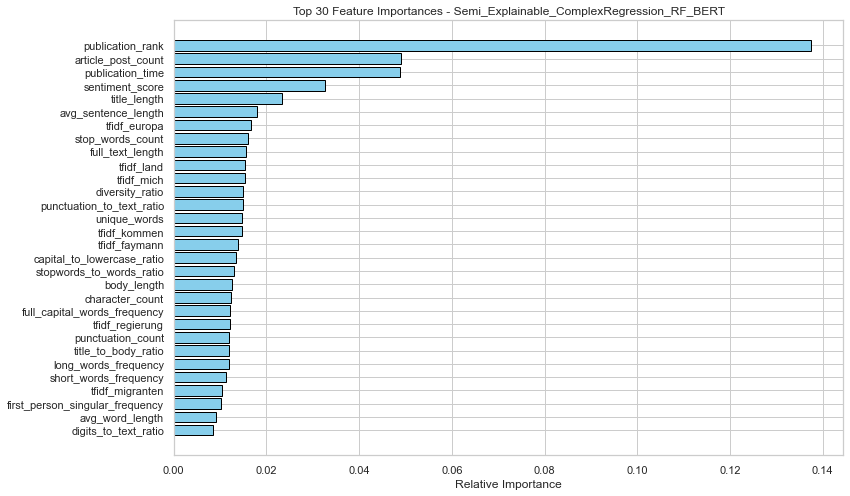 Top 30 Feature Importances - Semi_Explainable_ComplexRegression_RF_BERT
publication_rank
article_post_count
publication_time
sentiment_score
title_length
avg_sentence_length
tfidf_europa
stop_words_count
full_text_length
tfidf_land
tfidf_mich
diversity_ratio
punctuation_to_text_ratio
unique_words
tfidf_kommen
tfidf_faymann
capital_to_lowercase_ratio
stopwords_to_words_ratio
body_length
character_count
full_capital_words_frequency
tfidf_regierung
punctuation_count
title_to_body_ratio
long_words_frequency
short_words_frequency
tfidf_migranten
first_person_singular_frequency
avg_word_length
digits_to_text_ratio
0.00 0.02 0.04 0.06 0.08 0.10 0.12 0.14
Relative Importance